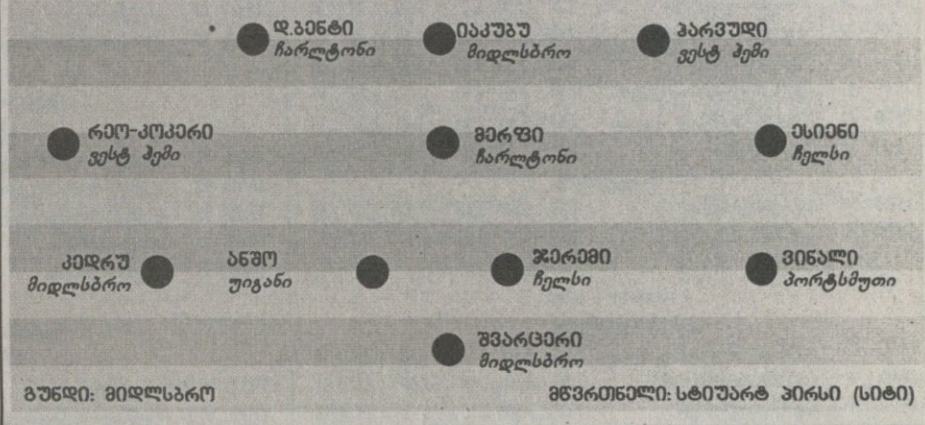 დ.ბენტი
ჩარლტონი
იაკუბუ
მიდლსბრო
ჰარვუდი
ვესტ ჰემი
რეო-კოკერი
ვესტ ჰემი
მერფი
ჩარლტონი
ესიენი
ჩელსი
კედრუ
მიდლსბრო
ანშო
უიგანი
ჯერემი
ჩელსი
ვინალი
პორტსმუთი
შვარცერი
მიდლსბრო
გუნდი: მიდლსბრო
მწვრთნელი: სტიუარტ პირსი (სიტი)